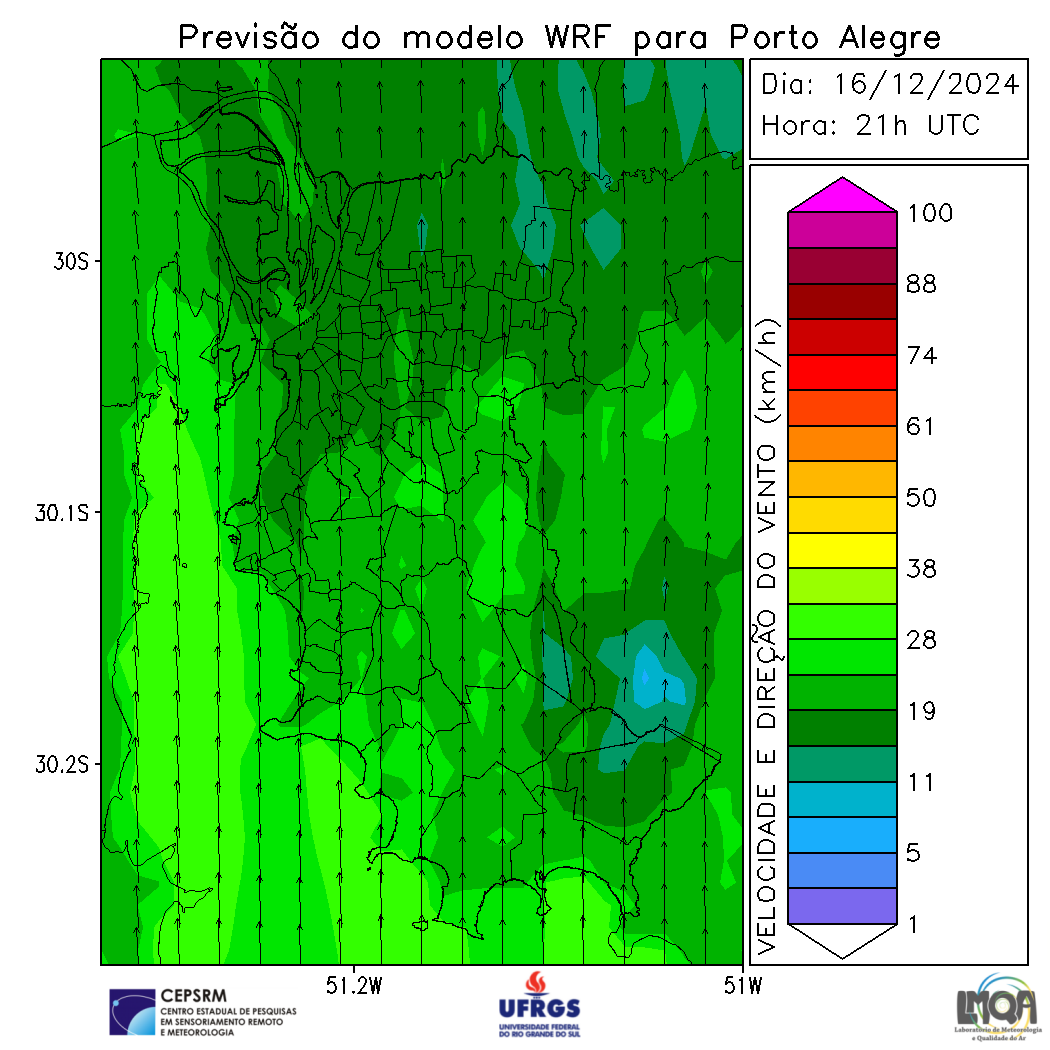 Previsão do modelo WRF para Porto Alegre
Dia: 16/12/2024
Hora: 21h UTC
30S
30.1S
30.2S
51.2W
51W
VELOCIDADE E DIREÇÃO DO VENTO (km/h)
100
88
74
61
50
38
28
19
11
5
1
CEPSRM
CENTRO ESTADUAL DE PESQUISAS
EM SENSORIAMENTO REMOTO
E METEOROLOGIA
UFRGS
UNIVERSIDADE FEDERAL
DO RIO GRANDE DO SUL
LMQA
Laboratório de Meteorologia
e Qualidade do Ar